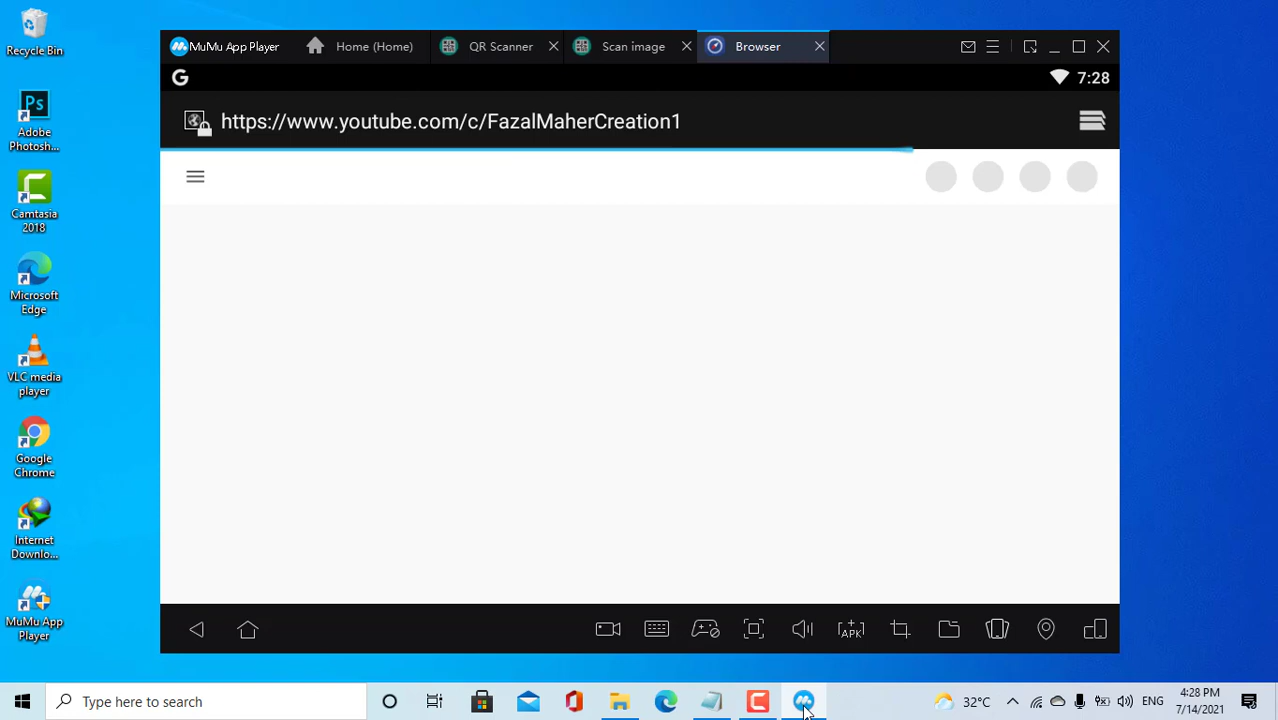 Recycle Bin
Adobe
Photosh...
Camtasia
2018
Microsoft
Edge
VLC media
player
Google
Chrome
Internet
Downlo...
MuMu App
Player
MuMu App Player
Home (Home)
QR Scanner
Scan image
Browser
G
7:28
https://www.youtube.com/c/FazalMaherCreation1
APK
Type here to search
32°C
ENG
4:28 PM
7/14/2021